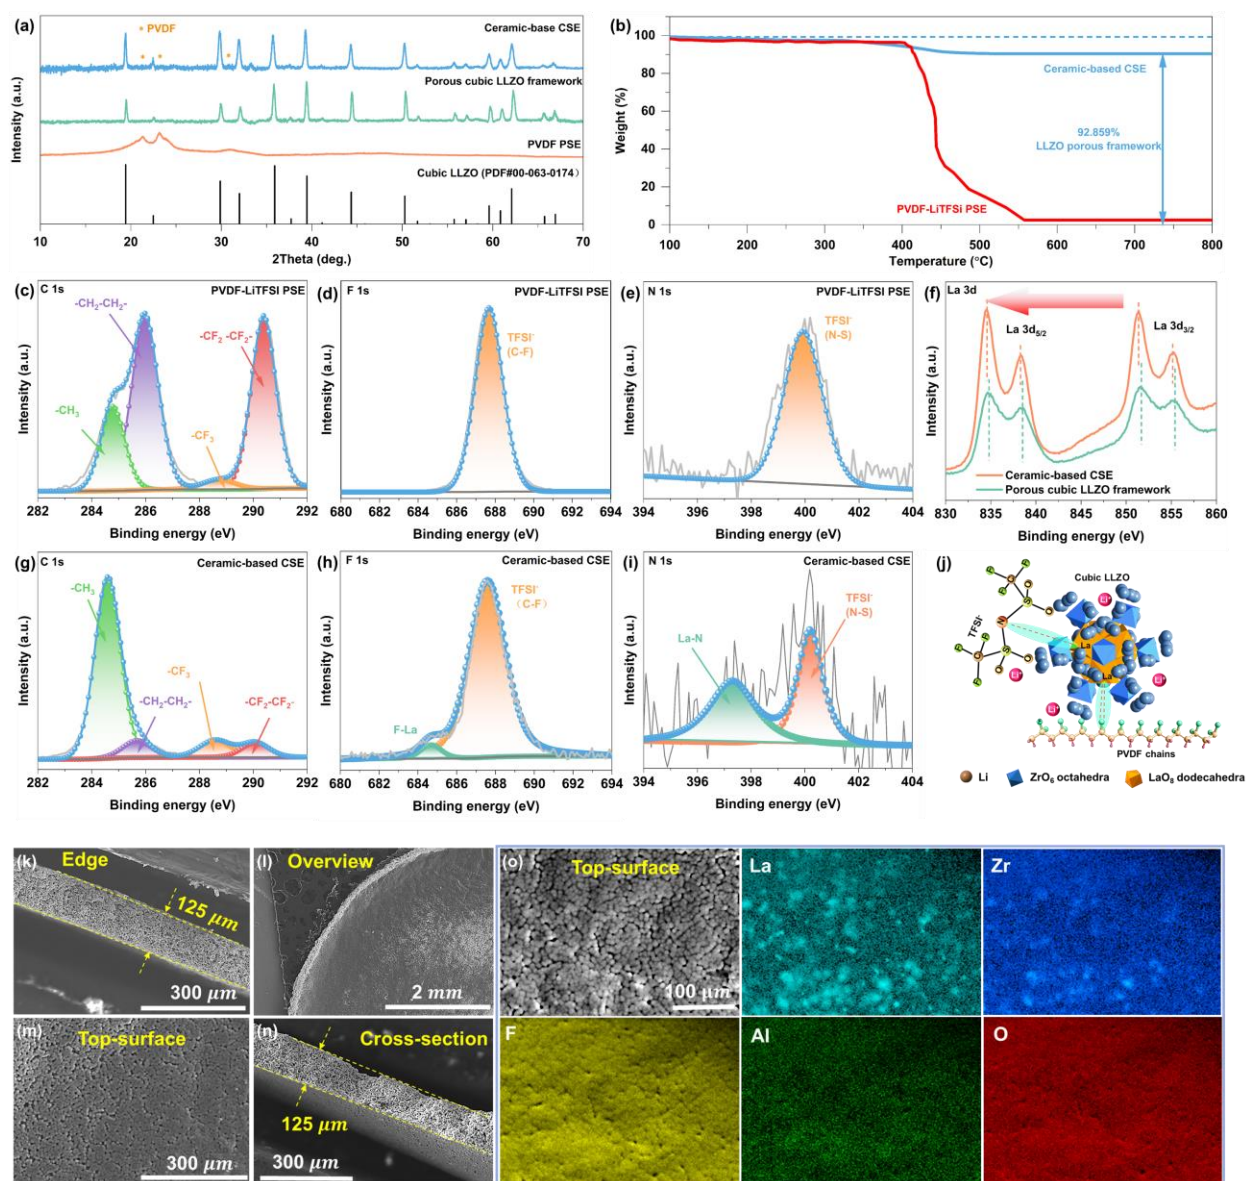 (a)
* PVDF
Ceramic-base CSE
Porous cubic LLZO framework
PVDF PSE
Cubic LLZO (PDF#00-063-0174）
Intensity (a.u.)
10 20 30 40 50 60 70
2Theta (deg.)
(b)
100
80
60
40
20
0
Weight (%)
Ceramic-based CSE
92.859%
LLZO porous framework
PVDF-LiTFSi PSE
100 200 300 400 500 600 700 800
Temperature (°C)
(c)
C 1s
PVDF-LiTFSI PSE
-CH₂-CH₂-
-CF₂ -CF₂-
-CH₃
-CF₃
Intensity (a.u.)
282 284 286 288 290 292
Binding energy (eV)
(d)
F 1s
PVDF-LiTFSI PSE
TFSI⁻
(C-F)
Intensity (a.u.)
680 682 684 686 688 690 692 694
Binding energy (eV)
(e)
N 1s
PVDF-LiTFSI PSE
TFSI⁻
(N-S)
Intensity (a.u.)
394 396 398 400 402 404
Binding energy (eV)
(f)
La 3d
La 3d₅/₂
La 3d₃/₂
Ceramic-based CSE
Porous cubic LLZO framework
Intensity (a.u.)
830 835 840 845 850 855 860
Binding energy (eV)
(g)
C 1s
Ceramic-based CSE
-CH₃
-CF₃
-CH₂-CH₂-
-CF₂-CF₂-
Intensity (a.u.)
282 284 286 288 290 292
Binding energy (eV)
(h)
F 1s
Ceramic-based CSE
TFSI⁻
（C-F)
F-La
Intensity (a.u.)
680 682 684 686 688 690 692 694
Binding energy (eV)
(i)
N 1s
Ceramic-based CSE
TFSI⁻
(N-S)
La-N
Intensity (a.u.)
394 396 398 400 402 404
Binding energy (eV)
(j)
Cubic LLZO
TFSI⁻
Li⁺
Li⁺
Li⁺
Li⁺
La
La
N
S
S
PVDF chains
Li
ZrO₆ octahedra
LaO₈ dodecahedra
(k)
Edge
125 μm
300 μm
(l)
Overview
2 mm
(m)
Top-surface
300 μm
(n)
Cross-section
125 μm
300 μm
(o)
Top-surface
100 μm
La
Zr
F
Al
O